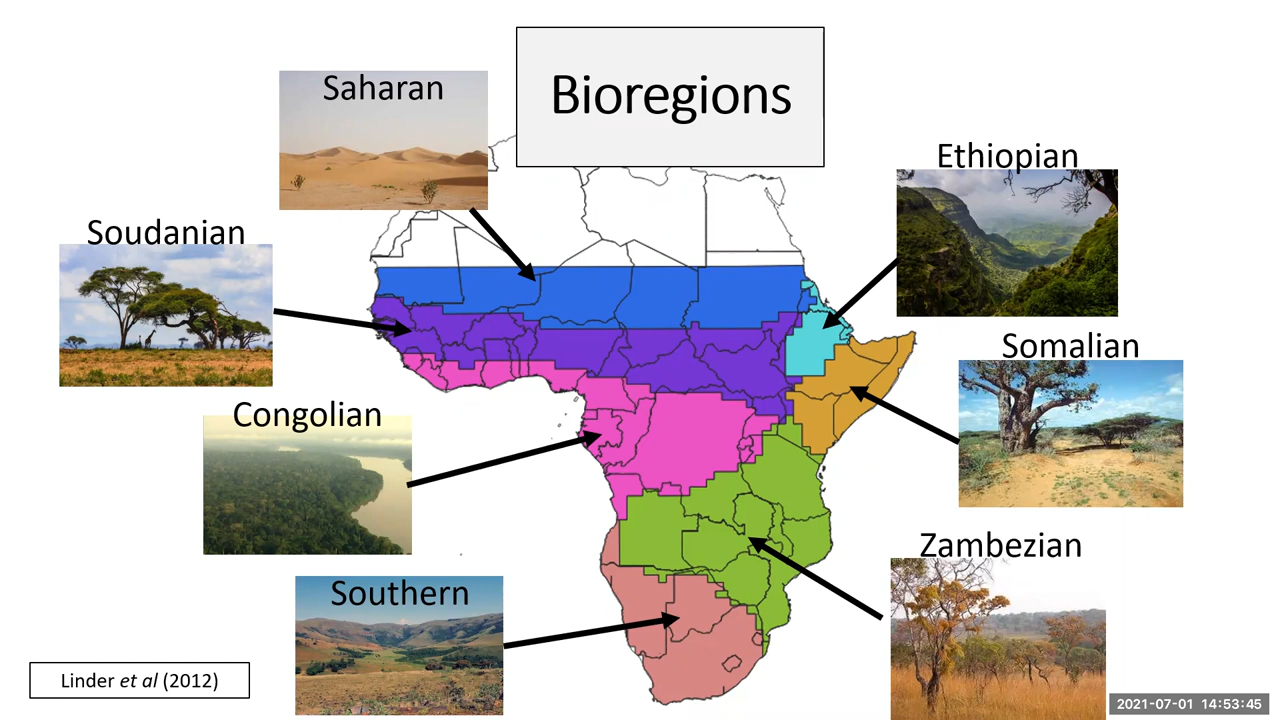 Bioregions
Saharan
Ethiopian
Soudanian
Somalian
Congolian
Zambezian
Southern
Linder et al (2012)
2021-07-01 14:53:45